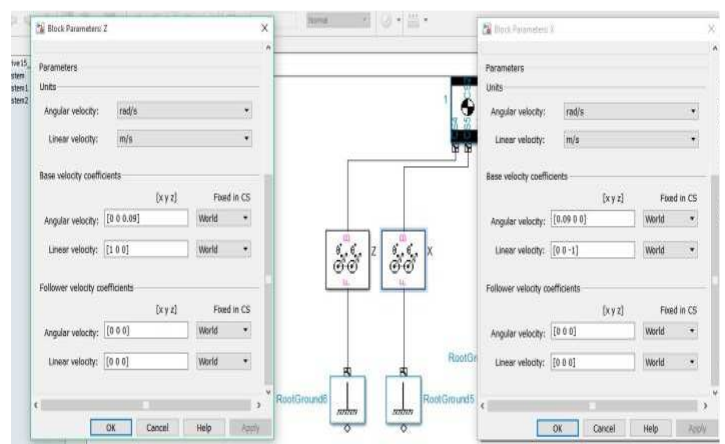 Normal
Block Parameters: Z
Parameters
Units
Angular velocity: rad/s
Linear velocity: m/s
Base velocity coefficients
[x y z] Fixed in CS
Angular velocity: [0 0 0.09] World
Linear velocity: [1 0 0] World
Follower velocity coefficients
[x y z] Fixed in CS
Angular velocity: [0 0 0] World
Linear velocity: [0 0 0] World
OK Cancel Help Apply
1
CS5
Z
X
RootGround6
RootGround5
Block Parameters: X
Parameters
Units
Angular velocity: rad/s
Linear velocity: m/s
Base velocity coefficients
[x y z] Fixed in CS
Angular velocity: [0.09 0 0] World
Linear velocity: [0 0 -1] World
Follower velocity coefficients
[x y z] Fixed in CS
Angular velocity: [0 0 0] World
Linear velocity: [0 0 0] World
OK Cancel Help Apply